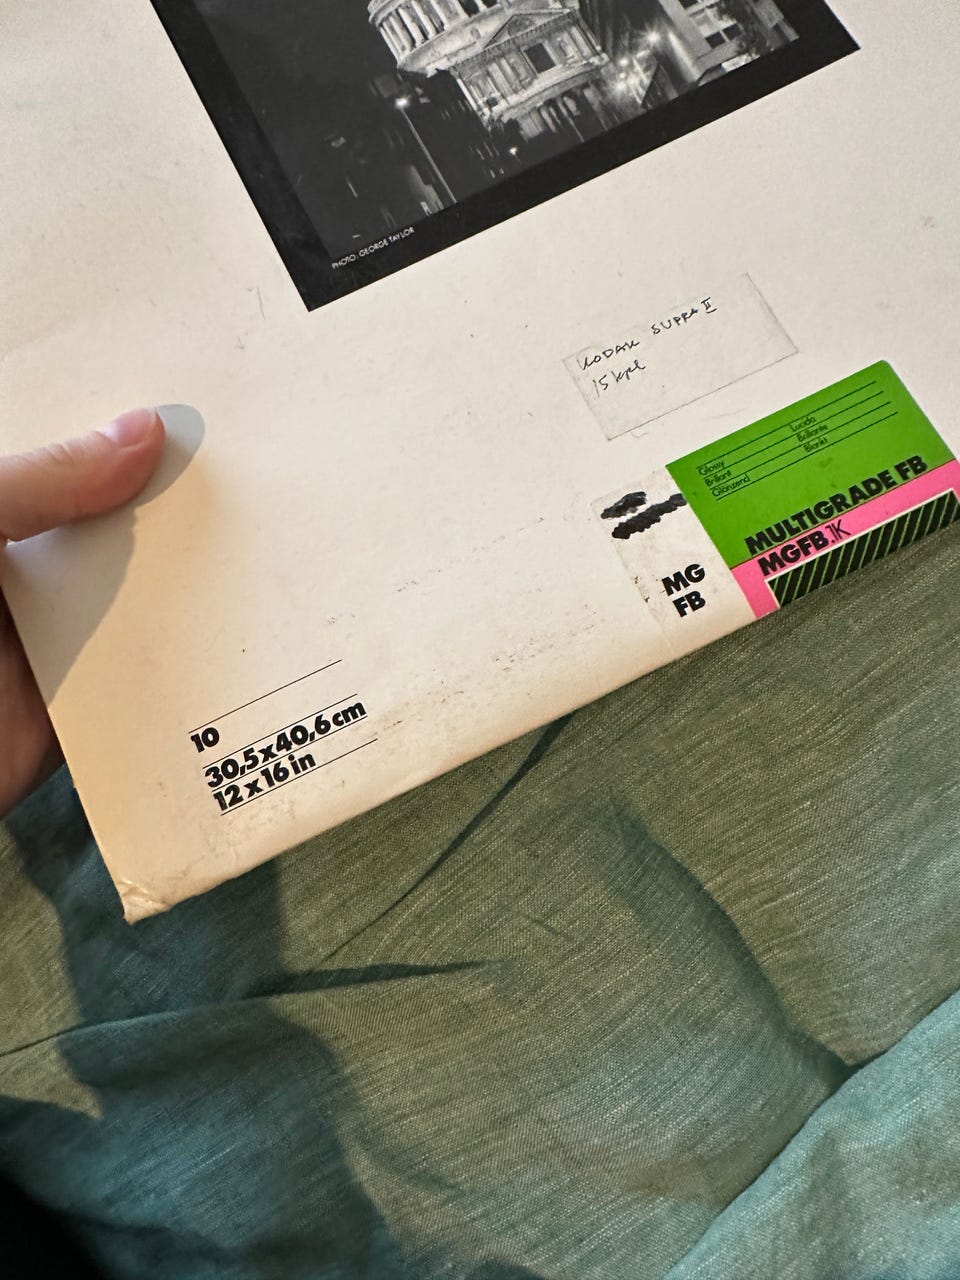 PHOTO: GEORGE TAYLOR
KODAK SUPRA II
15 kpl
Glossy Lucida
Brillant Brillante
Glänzend Blankt
MULTIGRADE FB
MGFB.1K
MG
FB
10
30,5x40,6cm
12x16in